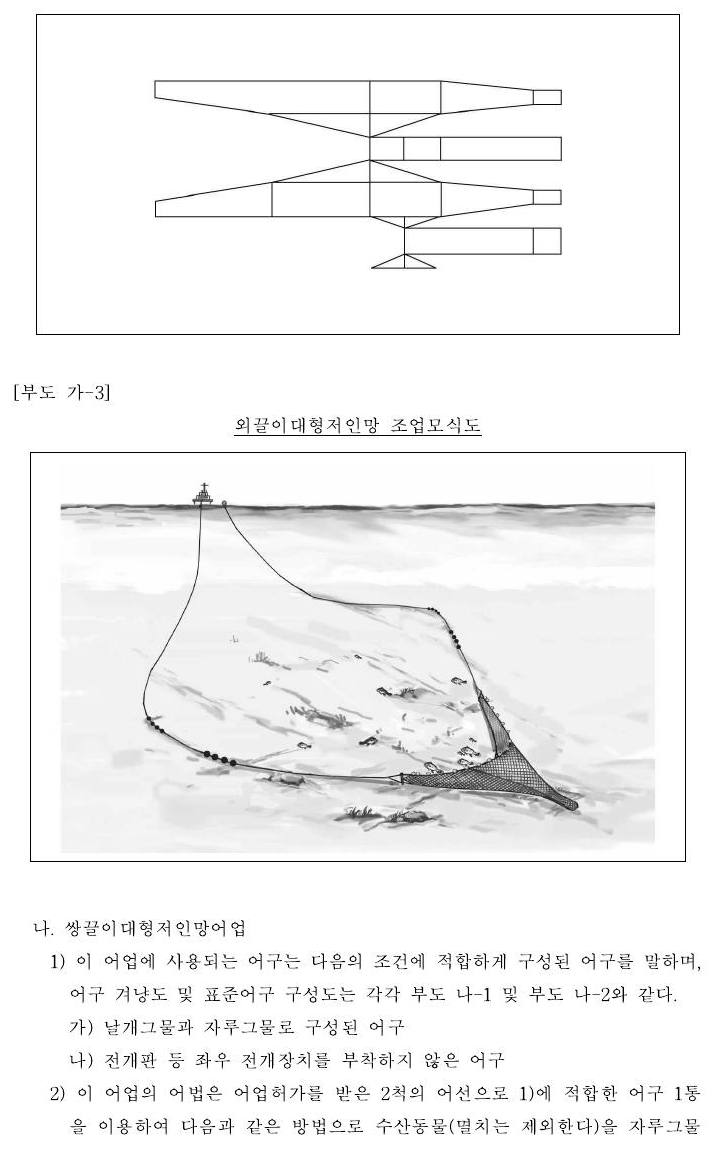 [부도 가-3]
외끌이대형저인망 조업모식도
나. 쌍끌이대형저인망어업
1) 이 어업에 사용되는 어구는 다음의 조건에 적합하게 구성된 어구를 말하며,
어구 겨냥도 및 표준어구 구성도는 각각 부도 나-1 및 부도 나-2와 같다.
가) 날개그물과 자루그물로 구성된 어구
나) 전개판 등 좌우 전개장치를 부착하지 않은 어구
2) 이 어업의 어법은 어업허가를 받은 2척의 어선으로 1)에 적합한 어구 1통
을 이용하여 다음과 같은 방법으로 수산동물(멸치는 제외한다)을 자루그물